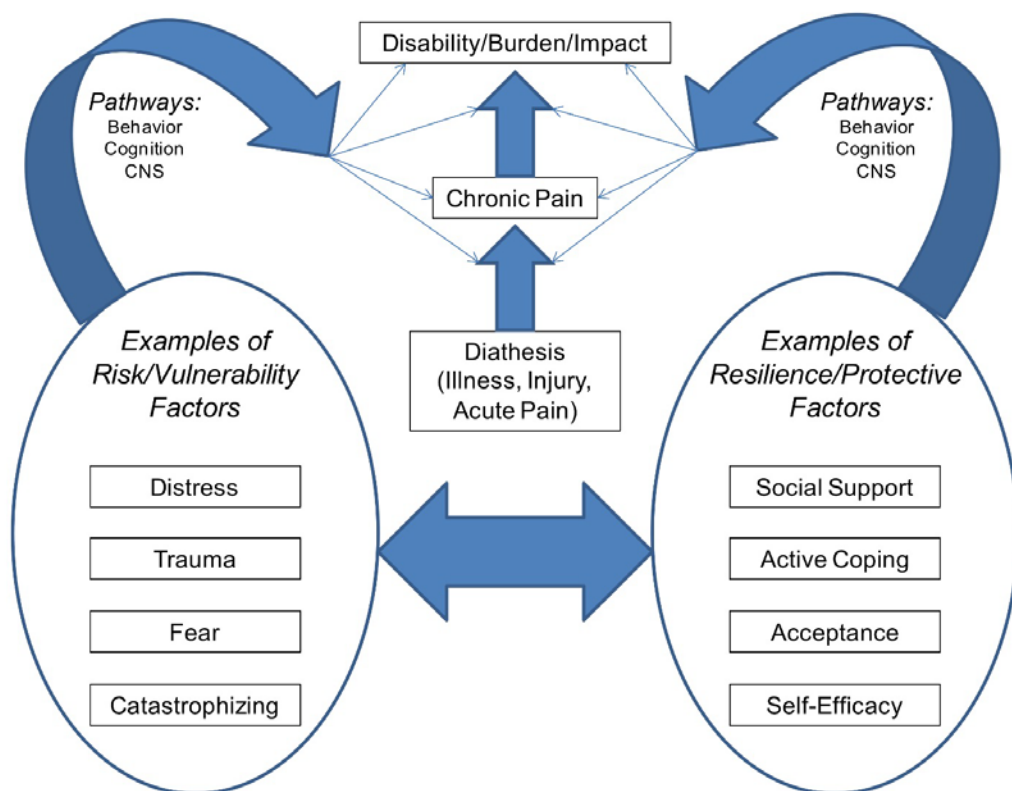 Disability/Burden/Impact
Pathways:
Behavior
Cognition
CNS
Pathways:
Behavior
Cognition
CNS
Chronic Pain
Diathesis
(Illness, Injury,
Acute Pain)
Examples of
Risk/Vulnerability
Factors
Distress
Trauma
Fear
Catastrophizing
Examples of
Resilience/Protective
Factors
Social Support
Active Coping
Acceptance
Self-Efficacy